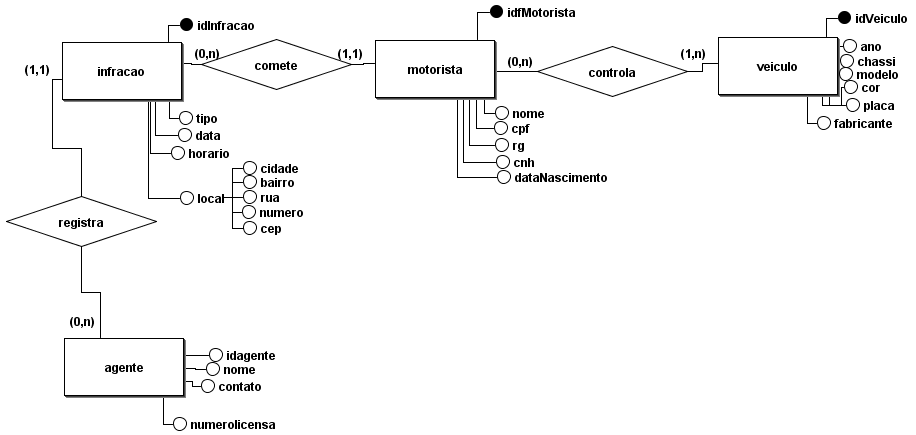 idInfracao
idfMotorista
idVeiculo
(0,n)
(1,1)
(0,n)
(1,n)
(1,1)
infracao
comete
motorista
controla
veiculo
ano
chassi
modelo
cor
placa
fabricante
tipo
data
horario
local
cidade
bairro
rua
numero
cep
nome
cpf
rg
cnh
dataNascimento
registra
(0,n)
agente
idagente
nome
contato
numerolicensa